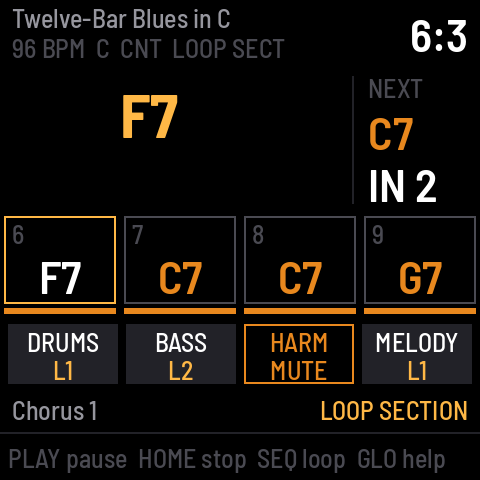 Twelve-Bar Blues in C
96 BPM C CNT LOOP SECT
6:3
F7
NEXT
C7
IN 2
6 7 8 9
F7 C7 C7 G7
DRUMS BASS HARM MELODY
L1 L2 MUTE L1
Chorus 1 LOOP SECTION
PLAY pause HOME stop SEQ loop GLO help